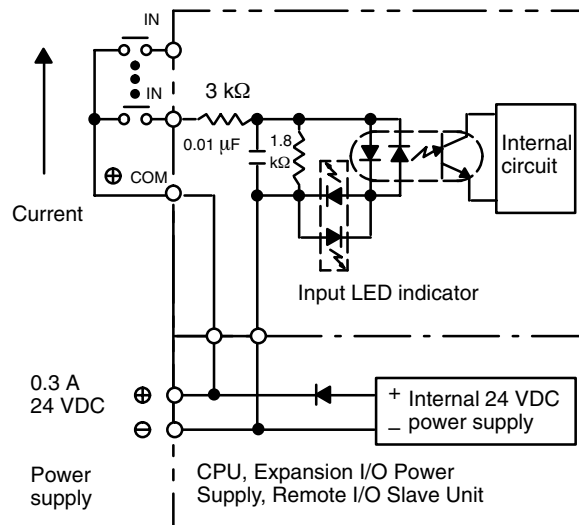 IN
IN
3 kΩ
0.01 µF
1.8
kΩ
Internal
circuit
⊕ COM
Current
Input LED indicator
0.3 A
24 VDC
⊕
⊖
+ Internal 24 VDC
– power supply
Power
supply
CPU, Expansion I/O Power
Supply, Remote I/O Slave Unit